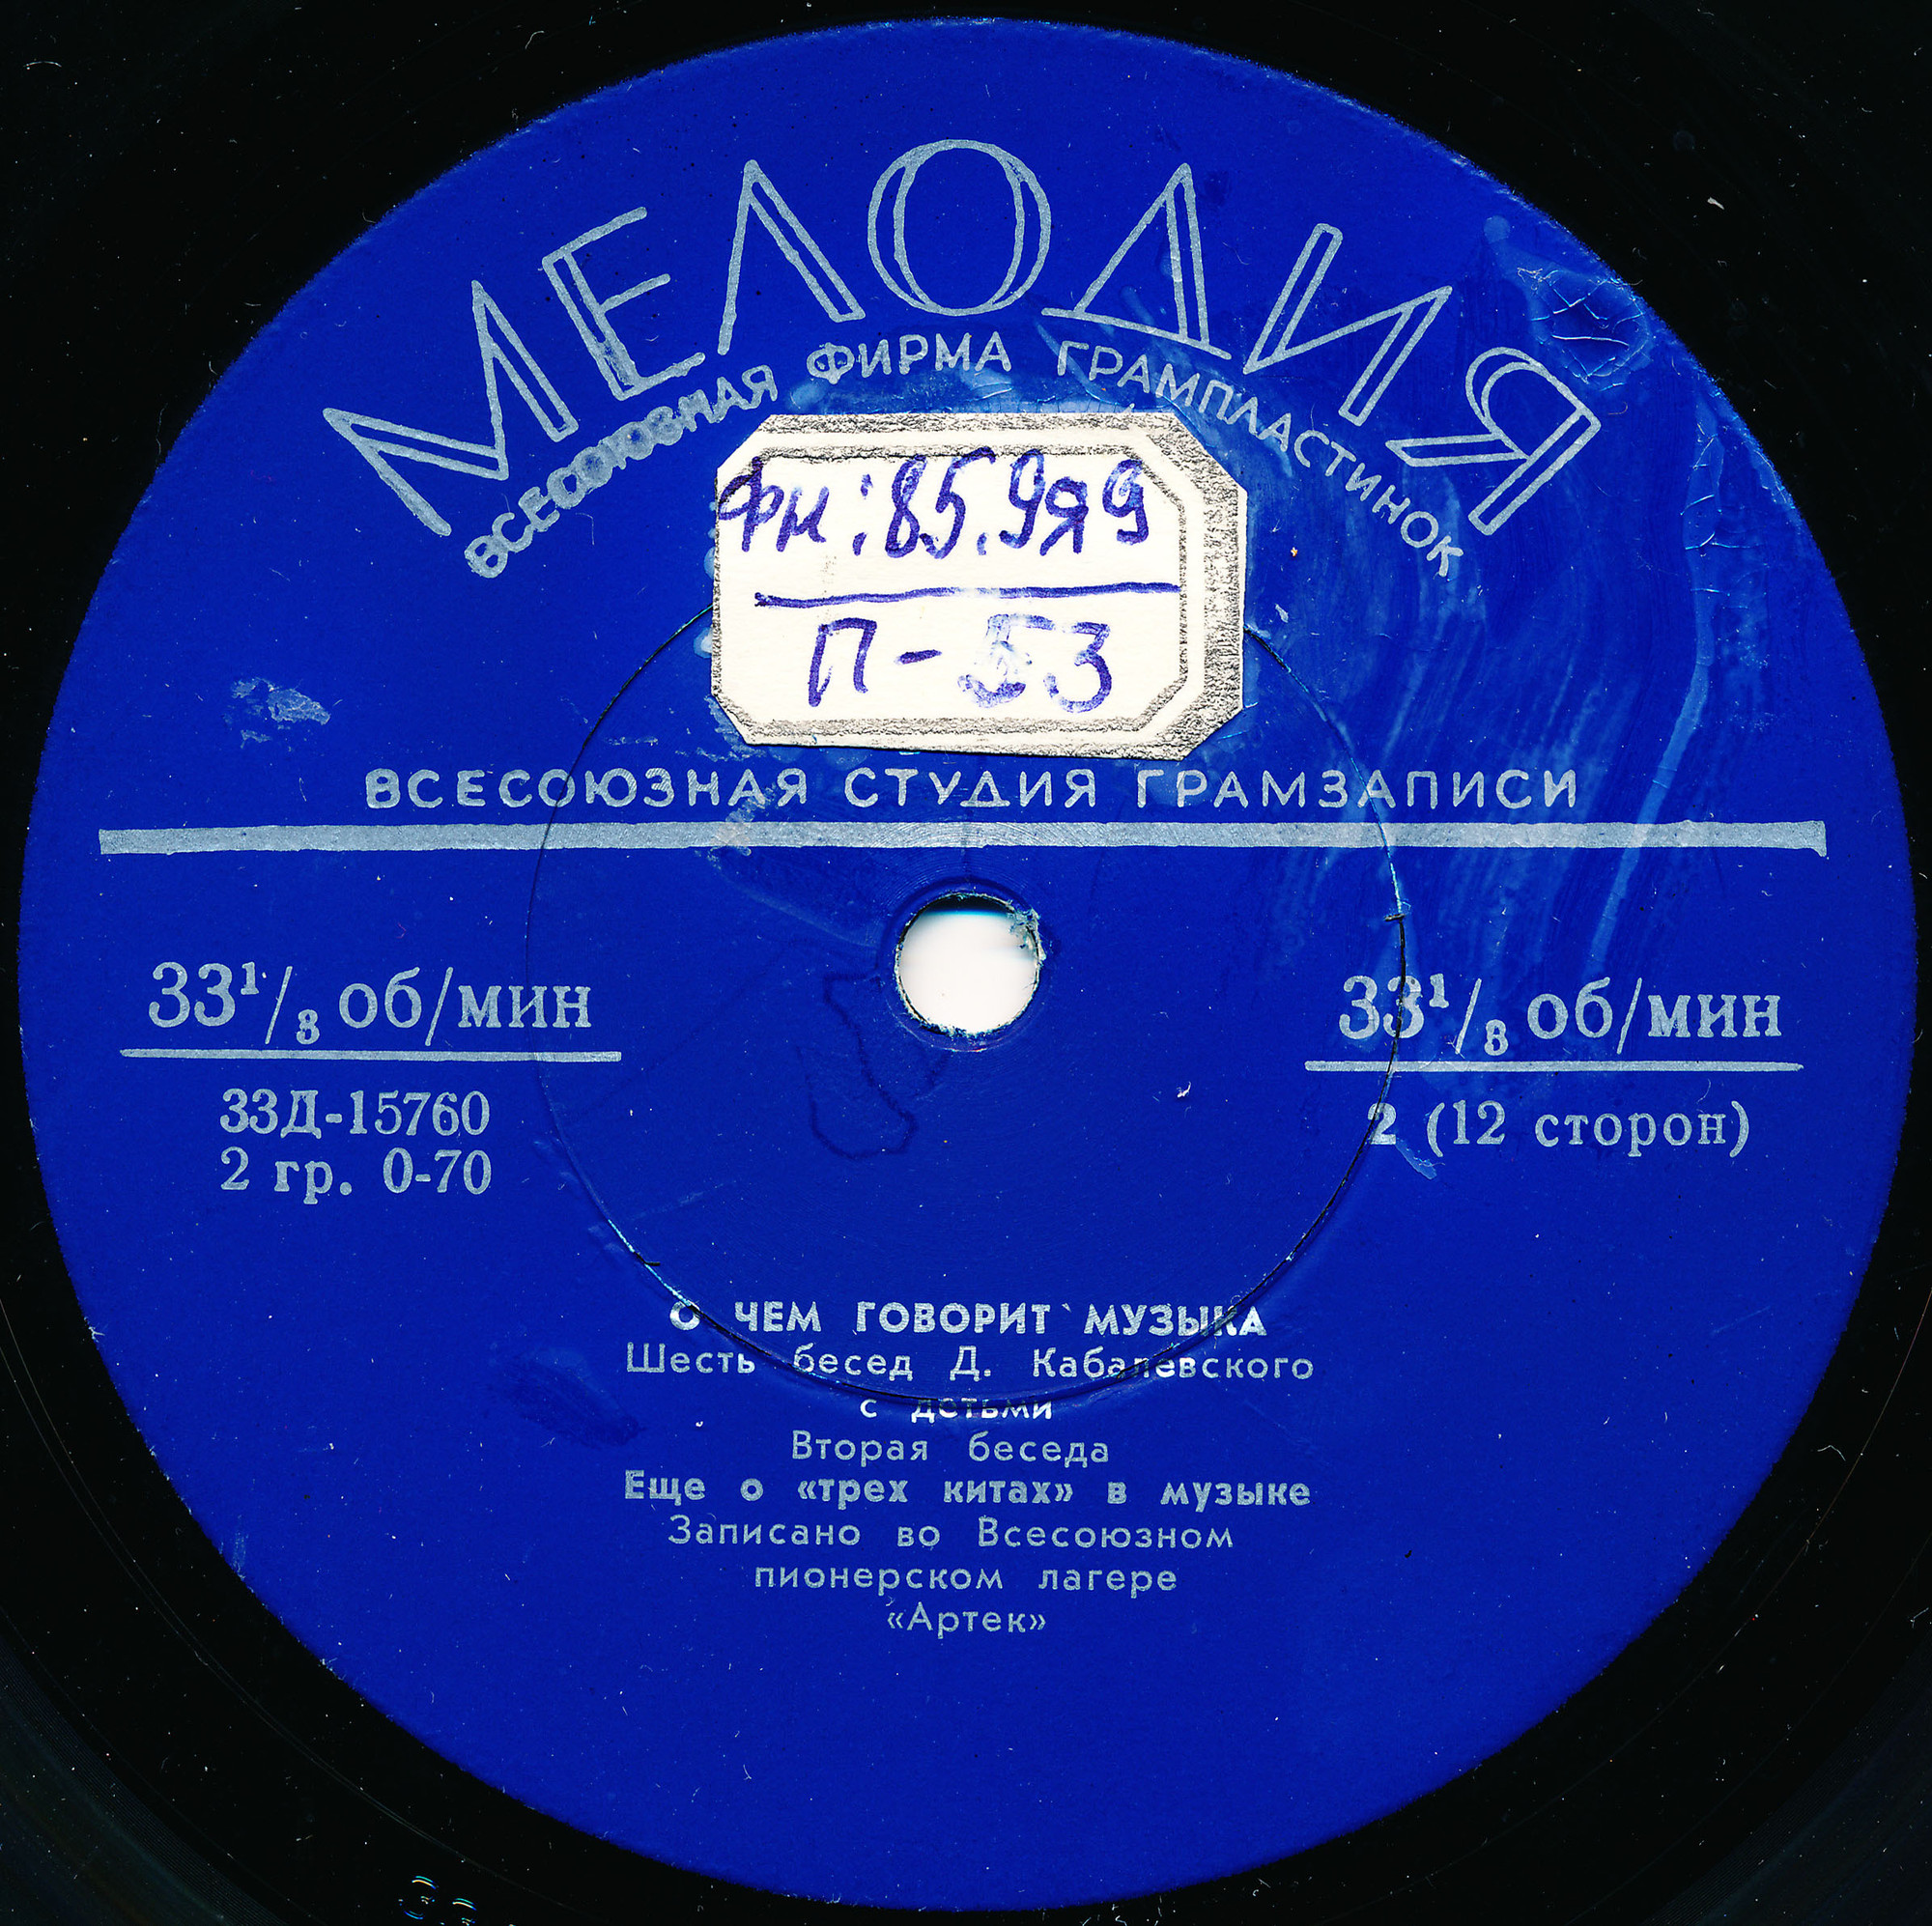 МЕЛОДИЯ
ВСЕСОЮЗНАЯ ФИРМА ГРАМПЛАСТИНОК
фн:85.9я9
П-53
ВСЕСОЮЗНАЯ СТУДИЯ ГРАМЗАПИСИ
33¹/₃ об/мин
33Д-15760
2 гр. 0-70
33¹/₃ об/мин
2 (12 сторон)
О ЧЕМ ГОВОРИТ МУЗЫКА
Шесть бесед Д. Кабалевского
с детьми
Вторая беседа
Еще о «трех китах» в музыке
Записано во Всесоюзном
пионерском лагере
«Артек»